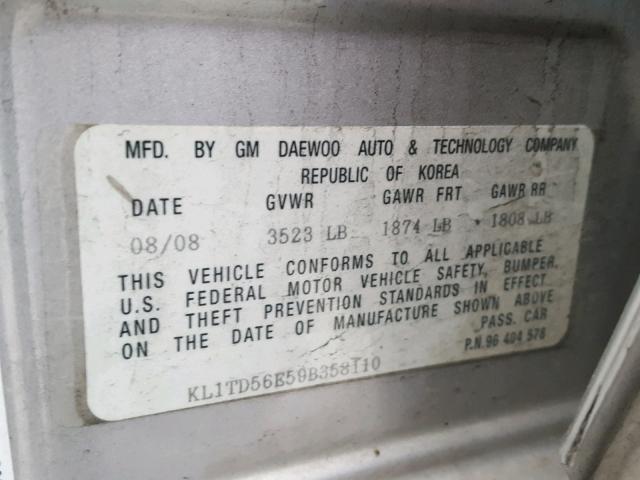 MFD. BY GM DAEWOO AUTO & TECHNOLOGY COMPANY
REPUBLIC OF KOREA
DATE GVWR GAWR FRT GAWR RR
08/08 3523 LB 1874 LB 1808 LB
THIS VEHICLE CONFORMS TO ALL APPLICABLE
U.S. FEDERAL MOTOR VEHICLE SAFETY, BUMPER,
AND THEFT PREVENTION STANDARDS IN EFFECT
ON THE DATE OF MANUFACTURE SHOWN ABOVE
PASS. CAR
P.N. 96 404 576
KL1TD56E59B358110